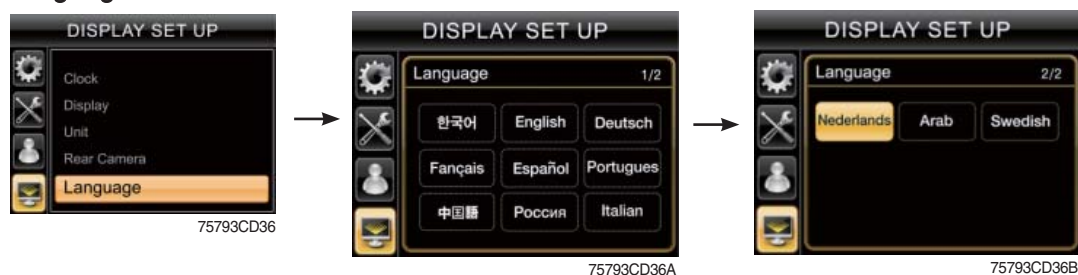 DISPLAY SET UP
Clock
Display
Unit
Rear Camera
Language
75793CD36
DISPLAY SET UP
Language 1/2
한국어 English Deutsch
Fançais Español Portugues
中国語 Россия Italian
75793CD36A
DISPLAY SET UP
Language 2/2
Nederlands Arab Swedish
75793CD36B